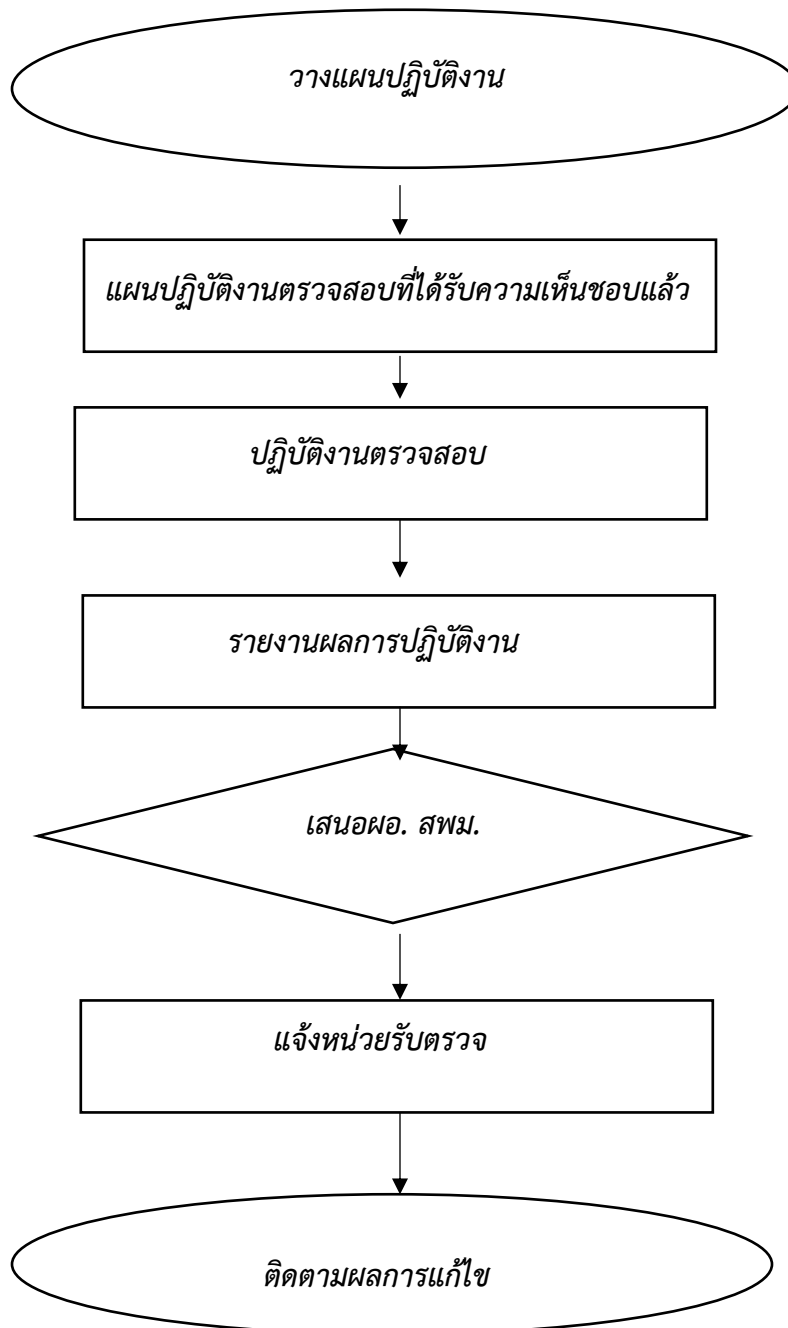 วางแผนปฏิบัติงาน
แผนปฏิบัติงานตรวจสอบที่ได้รับความเห็นชอบแล้ว
ปฏิบัติงานตรวจสอบ
รายงานผลการปฏิบัติงาน
เสนอผอ. สพม.
แจ้งหน่วยรับตรวจ
ติดตามผลการแก้ไข